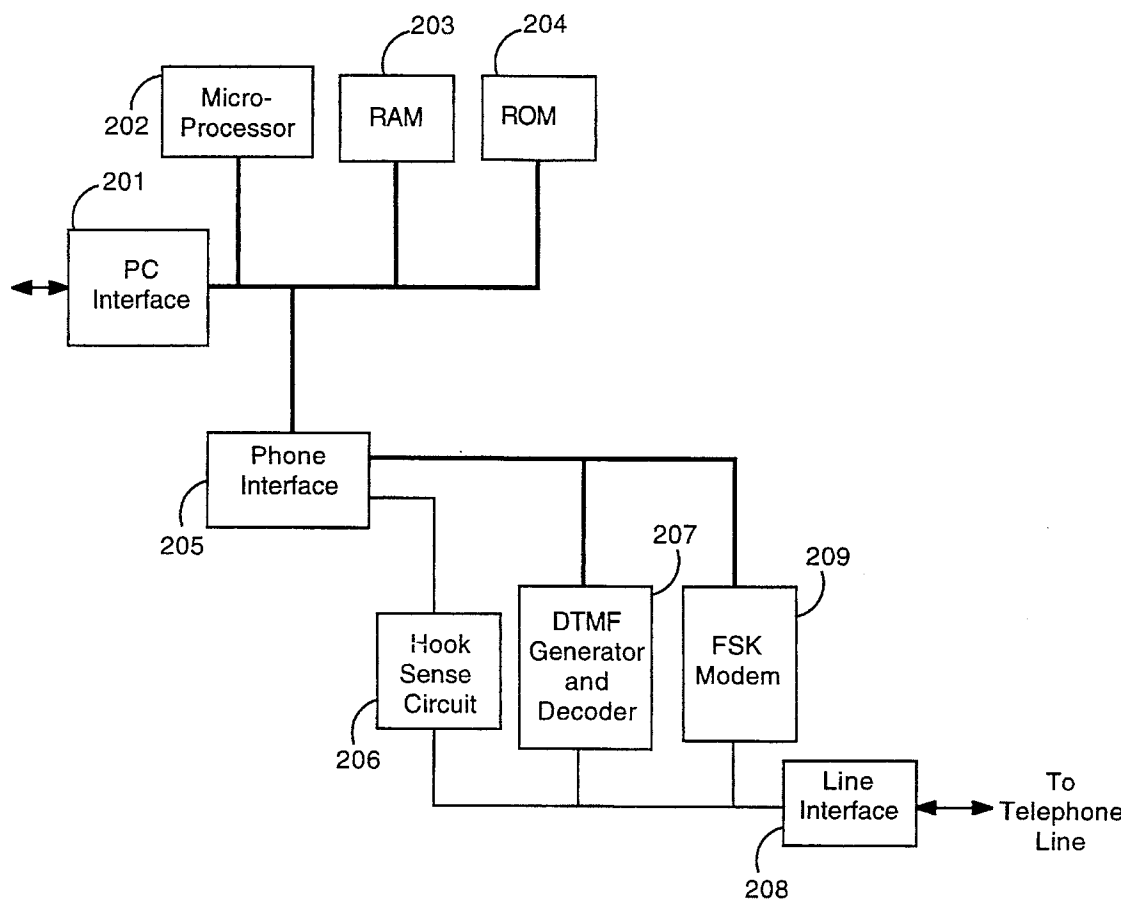 203
204
Micro-
Processor
RAM
ROM
202
201
PC
Interface
Phone
Interface
205
207
209
Hook
Sense
Circuit
DTMF
Generator
and
Decoder
FSK
Modem
206
Line
Interface
To
Telephone
Line
208